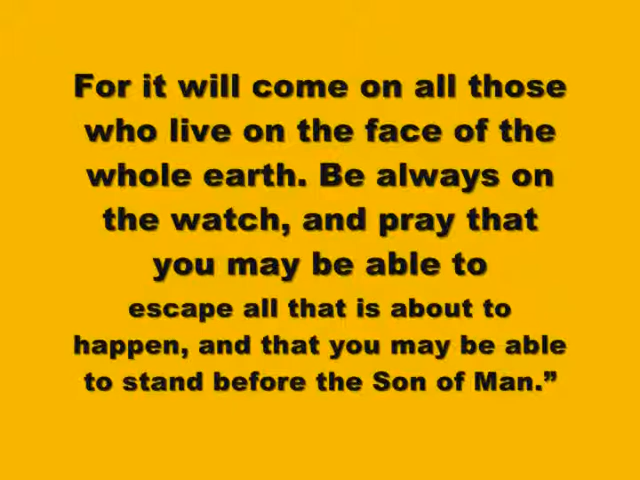 For it will come on all those
who live on the face of the
whole earth. Be always on
the watch, and pray that
you may be able to
escape all that is about to
happen, and that you may be able
to stand before the Son of Man.”